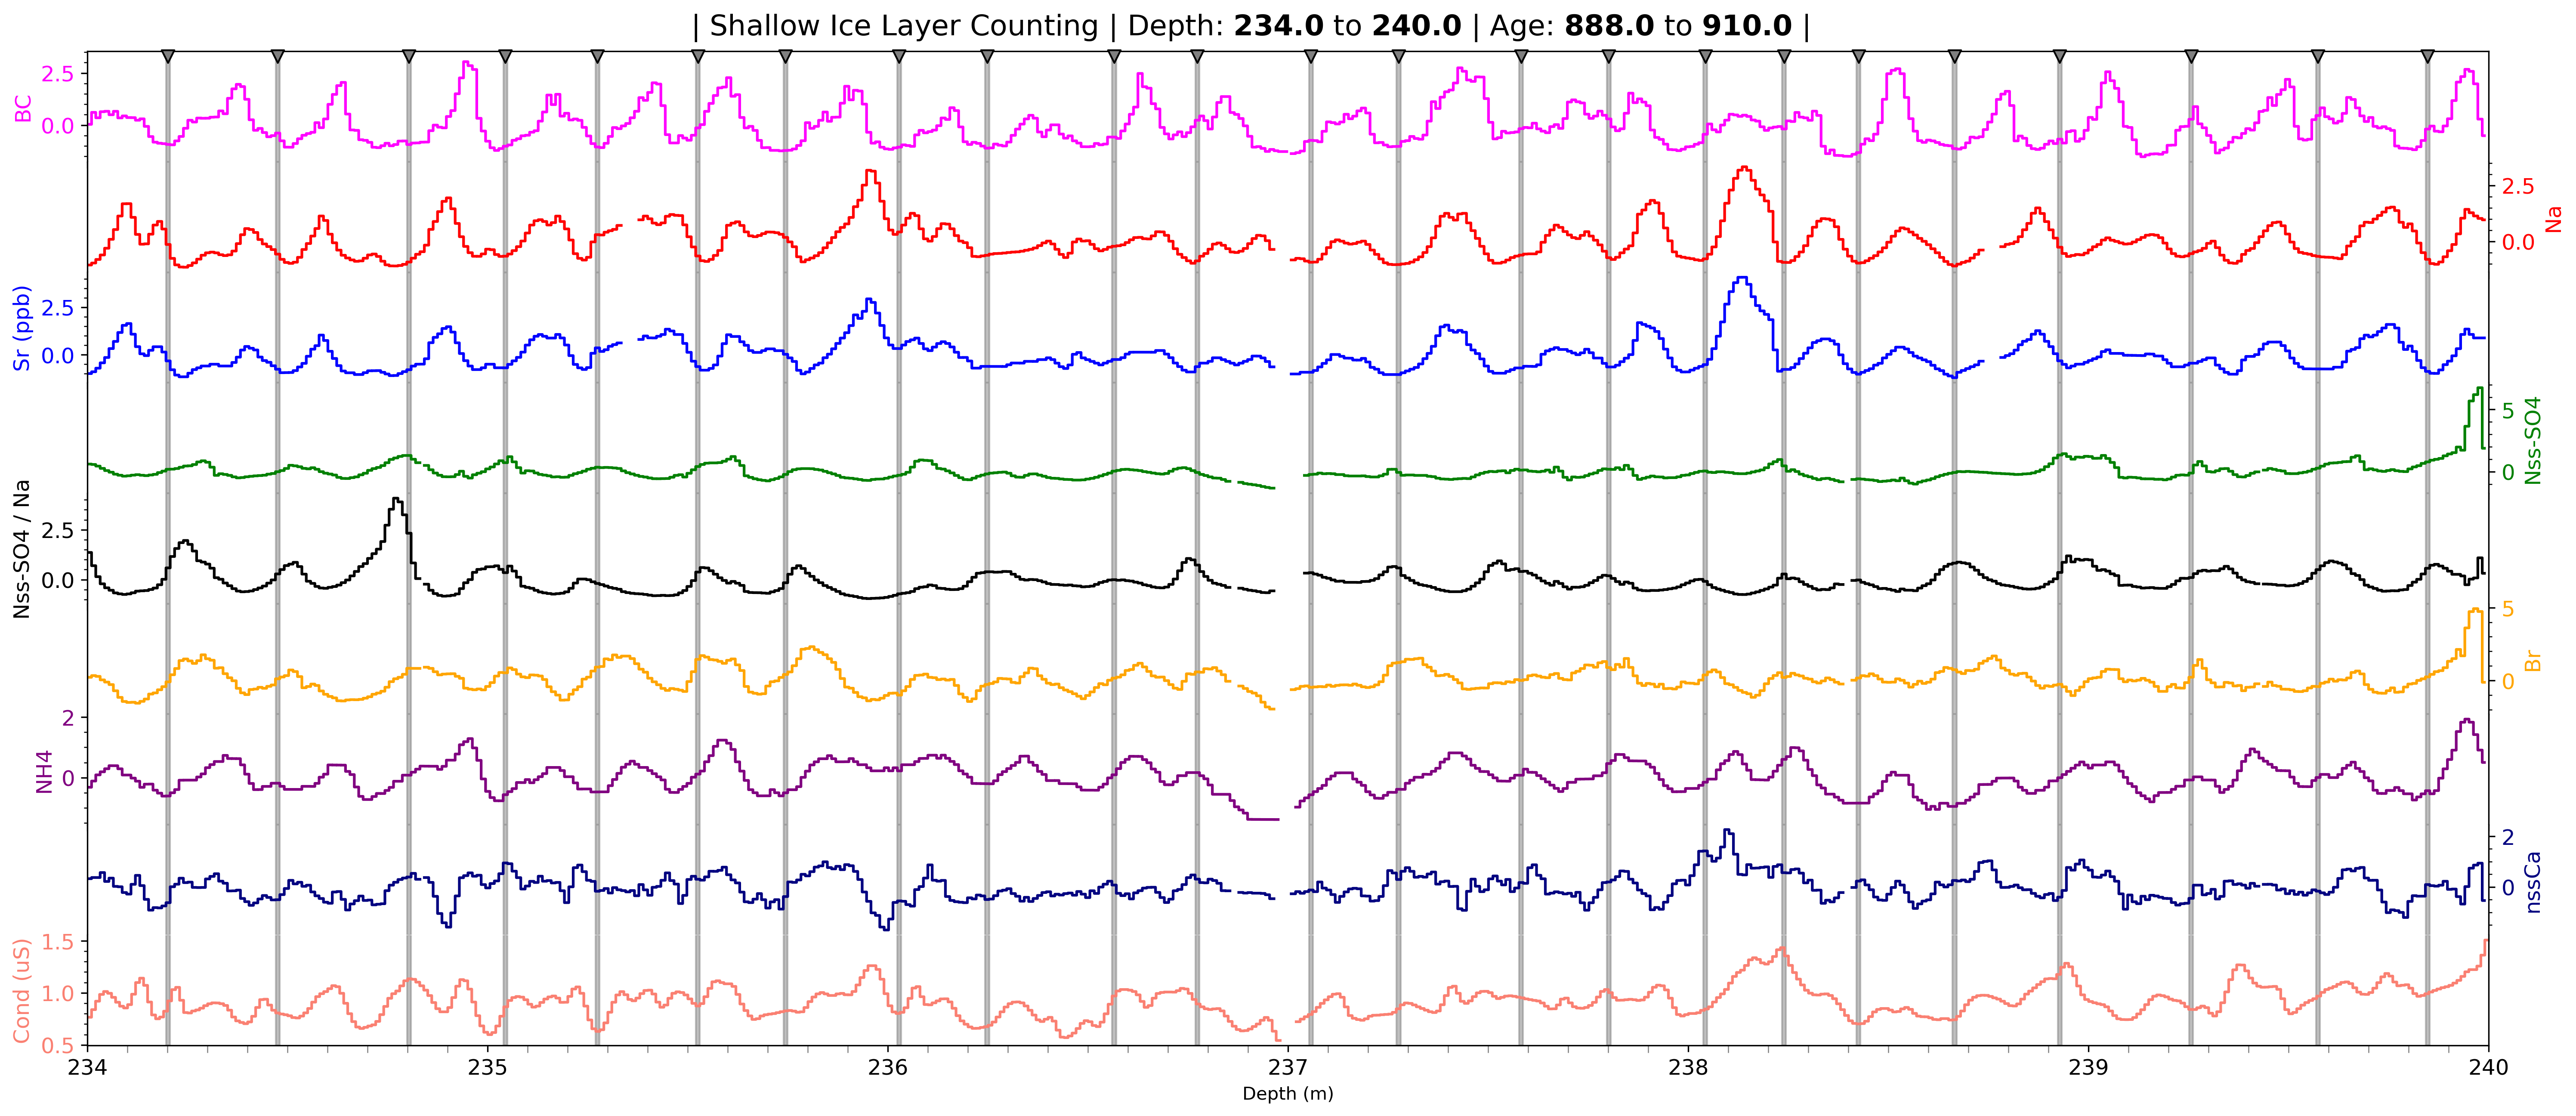 | Shallow Ice Layer Counting | Depth: 234.0 to 240.0 | Age: 888.0 to 910.0 |
BC
2.5
0.0
2.5
0.0
Na
Sr (ppb)
2.5
0.0
5
0
Nss-SO4
Nss-SO4 / Na
2.5
0.0
5
0
Br
NH4
2
0
2
0
nssCa
Cond (uS)
1.5
1.0
0.5
234 235 236 237 238 239 240
Depth (m)